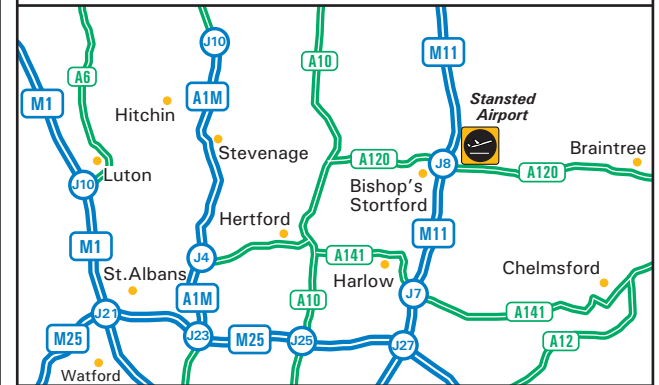 J10
A10
M11
A6
M1
Hitchin
A1M
Stansted
Airport
Stevenage
A120
J8
Braintree
Luton
J10
Bishop's
Stortford
A120
Hertford
M1
M11
J4
A141
Harlow
Chelmsford
St.Albans
A1M
A10
J7
J21
A141
M25
J23
M25
J25
J27
A12
Watford